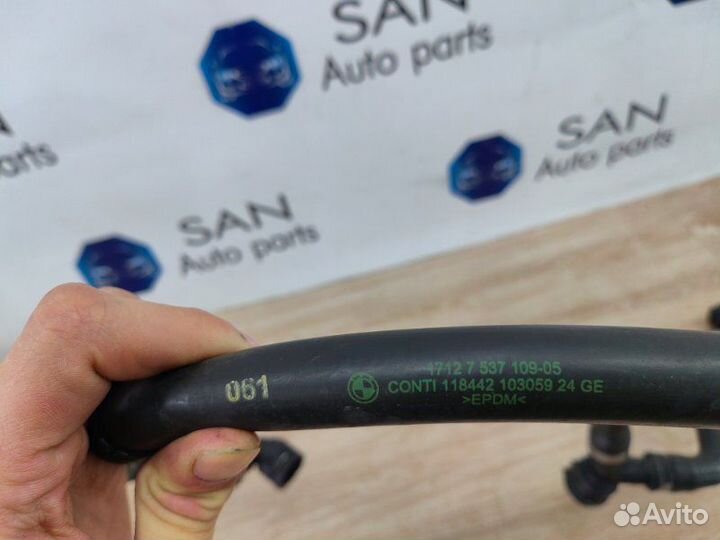 SAN
Auto parts
SAN
Auto parts
arts
SAN
Auto parts
061
1712 7 537 109-05
CONTI 118442 103059 24 GE
>EPDM<
Avito